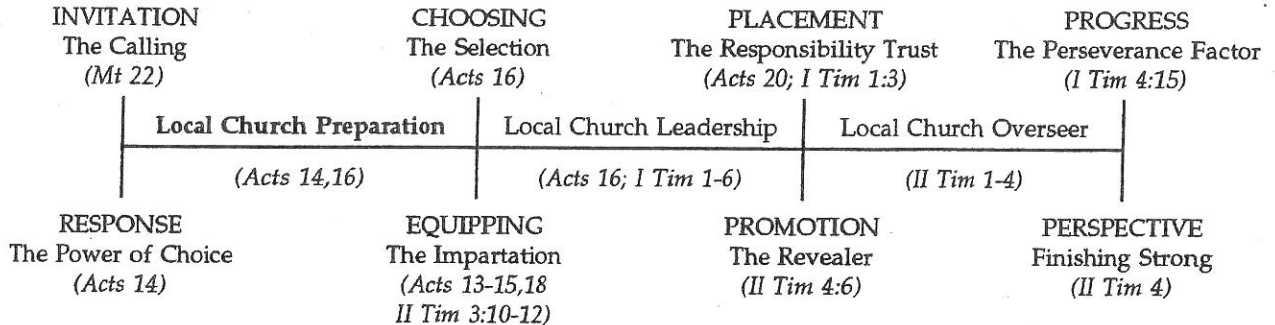 INVITATION
The Calling
(Mt 22)
CHOOSING
The Selection
(Acts 16)
PLACEMENT
The Responsibility Trust
(Acts 20; I Tim 1:3)
PROGRESS
The Perseverance Factor
(I Tim 4:15)
Local Church Preparation
Local Church Leadership
Local Church Overseer
(Acts 14,16)
(Acts 16; I Tim 1-6)
(II Tim 1-4)
RESPONSE
The Power of Choice
(Acts 14)
EQUIPPING
The Impartation
(Acts 13-15,18
II Tim 3:10-12)
PROMOTION
The Revealer
(II Tim 4:6)
PERSPECTIVE
Finishing Strong
(II Tim 4)